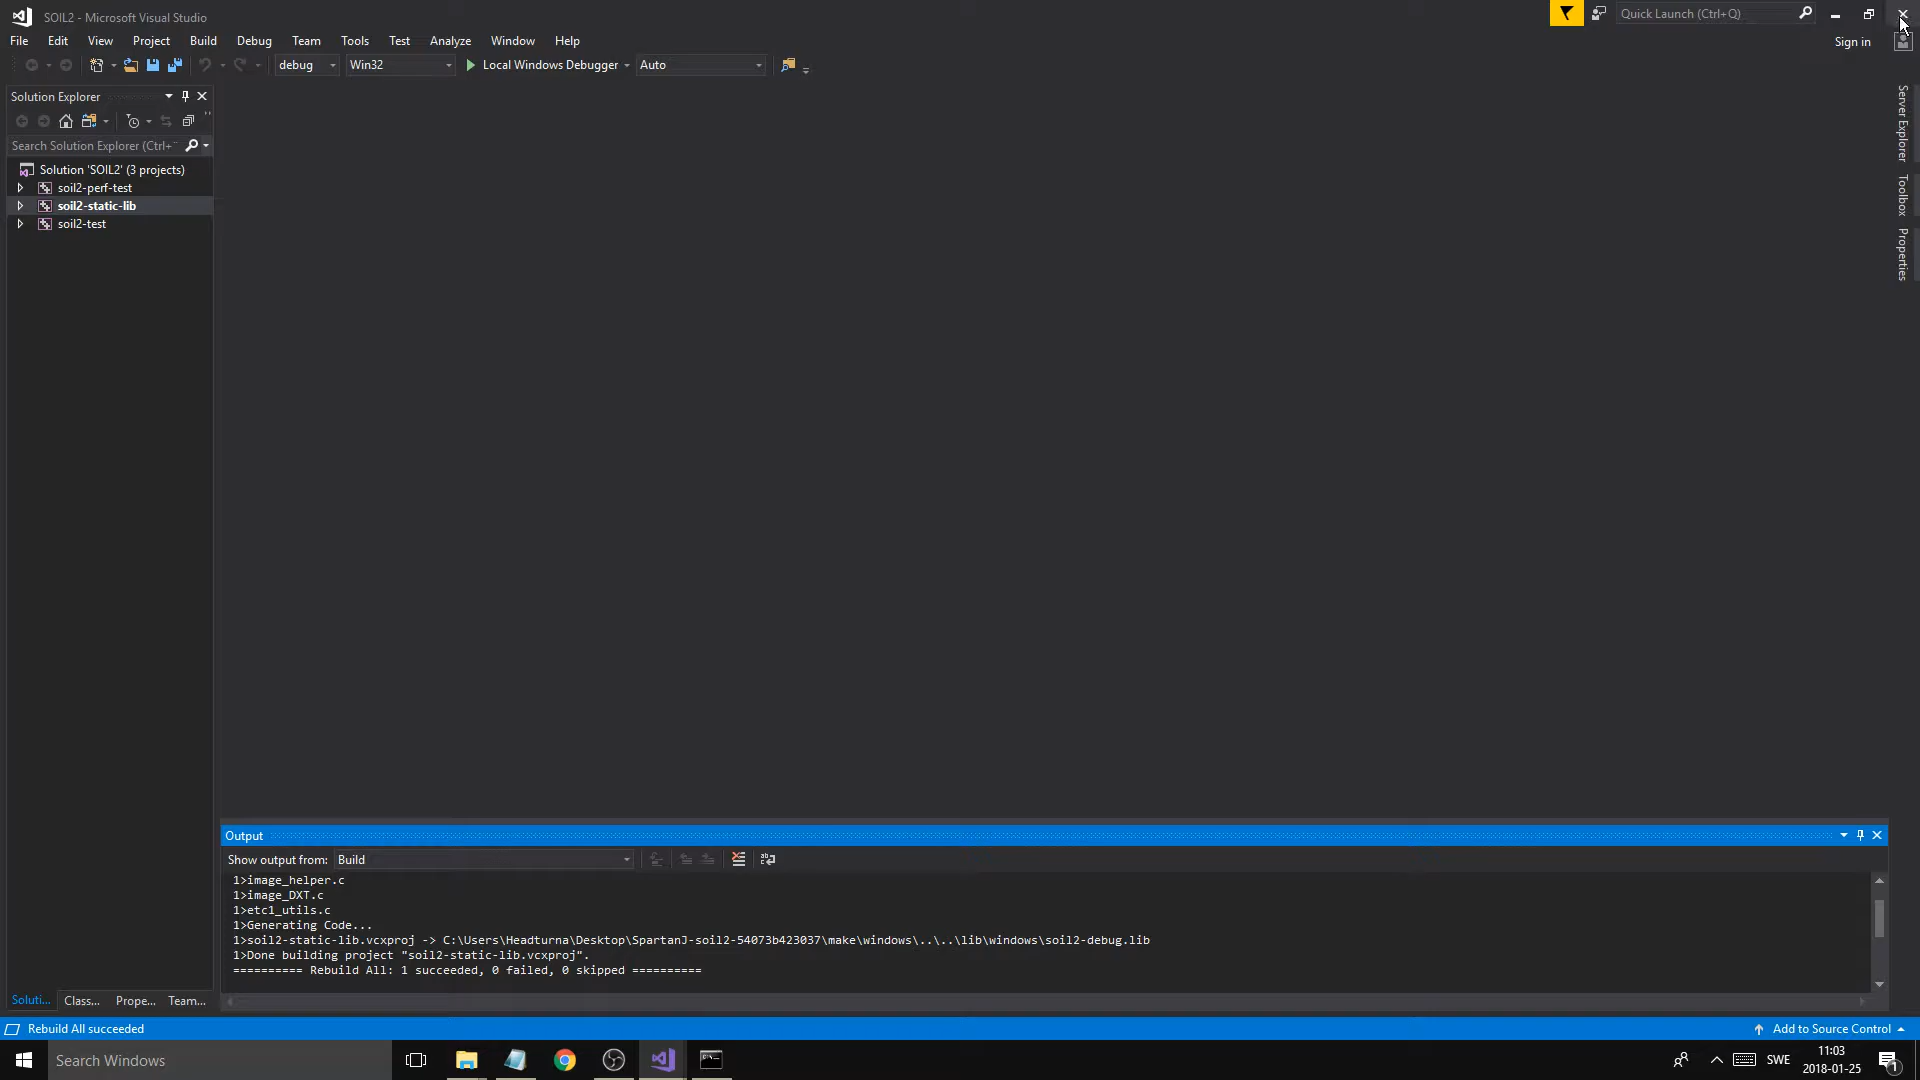 SOIL2 - Microsoft Visual Studio
Quick Launch (Ctrl+Q)
File Edit View Project Build Debug Team Tools Test Analyze Window Help
Sign in
debug Win32 Local Windows Debugger Auto
Solution Explorer
Search Solution Explorer (Ctrl+
Solution 'SOIL2' (3 projects)
soil2-perf-test
soil2-static-lib
soil2-test
Server Explorer
Toolbox
Properties
Output
Show output from: Build
1>image_helper.c
1>image_DXT.c
1>etc1_utils.c
1>Generating Code...
1>soil2-static-lib.vcxproj -> C:\Users\Headturna\Desktop\SpartanJ-soil2-54073b423037\make\windows\..\..\lib\windows\soil2-debug.lib
1>Done building project "soil2-static-lib.vcxproj".
========== Rebuild All: 1 succeeded, 0 failed, 0 skipped ==========
Soluti... Class... Prope... Team...
Rebuild All succeeded
Add to Source Control
Search Windows
SWE
11:03
2018-01-25
1